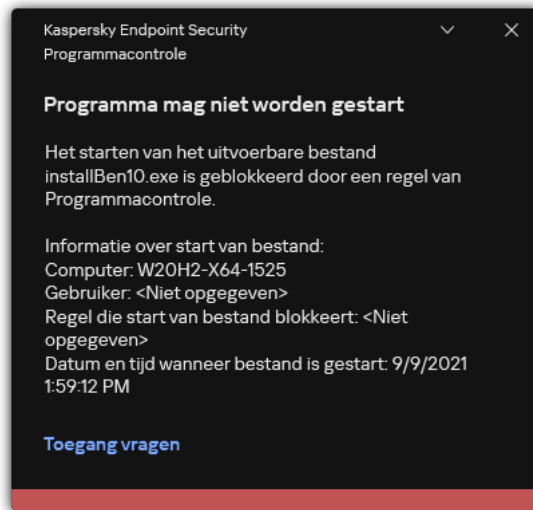 Kaspersky Endpoint Security
Programmacontrole
Programma mag niet worden gestart
Het starten van het uitvoerbare bestand
installBen10.exe is geblokkeerd door een regel van
Programmacontrole.
Informatie over start van bestand:
Computer: W20H2-X64-1525
Gebruiker: <Niet opgegeven>
Regel die start van bestand blokkeert: <Niet
opgegeven>
Datum en tijd wanneer bestand is gestart: 9/9/2021
1:59:12 PM
Toegang vragen